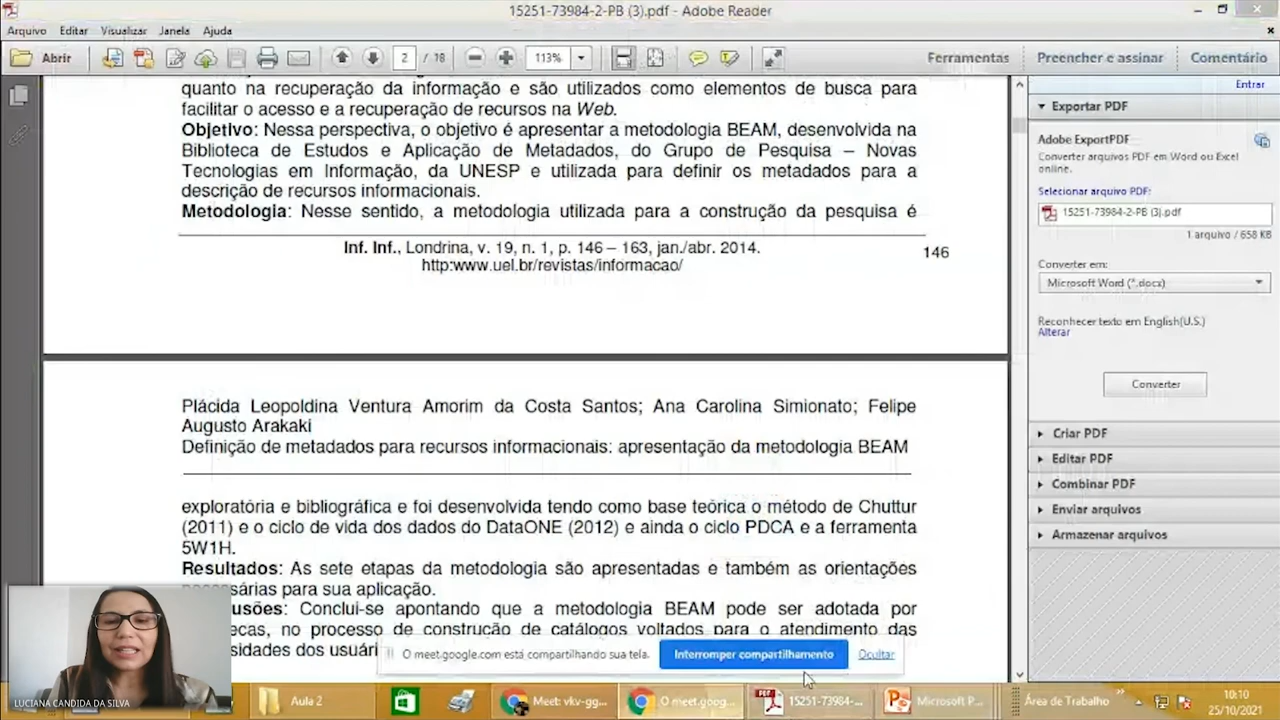 15251-73984-2-PB (3).pdf - Adobe Reader
Arquivo Editar Visualizar Janela Ajuda
Abrir 2 / 18 113% Ferramentas Preencher e assinar Comentário
quanto na recuperação da informação e são utilizados como elementos de busca para
facilitar o acesso e a recuperação de recursos na Web.
Objetivo: Nessa perspectiva, o objetivo é apresentar a metodologia BEAM, desenvolvida na
Biblioteca de Estudos e Aplicação de Metadados, do Grupo de Pesquisa – Novas
Tecnologias em Informação, da UNESP e utilizada para definir os metadados para a
descrição de recursos informacionais.
Metodologia: Nesse sentido, a metodologia utilizada para a construção da pesquisa é
Inf. Inf., Londrina, v. 19, n. 1, p. 146 – 163, jan./abr. 2014.
http:www.uel.br/revistas/informacao/
146
Plácida Leopoldina Ventura Amorim da Costa Santos; Ana Carolina Simionato; Felipe
Augusto Arakaki
Definição de metadados para recursos informacionais: apresentação da metodologia BEAM
exploratória e bibliográfica e foi desenvolvida tendo como base teórica o método de Chuttur
(2011) e o ciclo de vida dos dados do DataONE (2012) e ainda o ciclo PDCA e a ferramenta
5W1H.
Resultados: As sete etapas da metodologia são apresentadas e também as orientações
sárias para sua aplicação.
usões: Conclui-se apontando que a metodologia BEAM pode ser adotada por
ecas, no processo de construção de catálogos voltados para o atendimento das
sidades dos usuári
Entrar
Exportar PDF
Adobe ExportPDF
Converter arquivos PDF em Word ou Excel
online.
Selecionar arquivo PDF:
15251-73984-2-PB (3).pdf
1 arquivo / 658 KB
Converter em:
Microsoft Word (*.docx)
Reconhecer texto em English(U.S.)
Alterar
Converter
Criar PDF
Editar PDF
Combinar PDF
Enviar arquivos
Armazenar arquivos
O meet.google.com está compartilhando sua tela. Interromper compartilhamento Ocultar
LUCIANA CANDIDA DA SILVA
Aula 2 Meet: vkv-gg... O meet.goog... 15251-73984-... Microsoft P... Área de Trabalho
10:10
25/10/2021